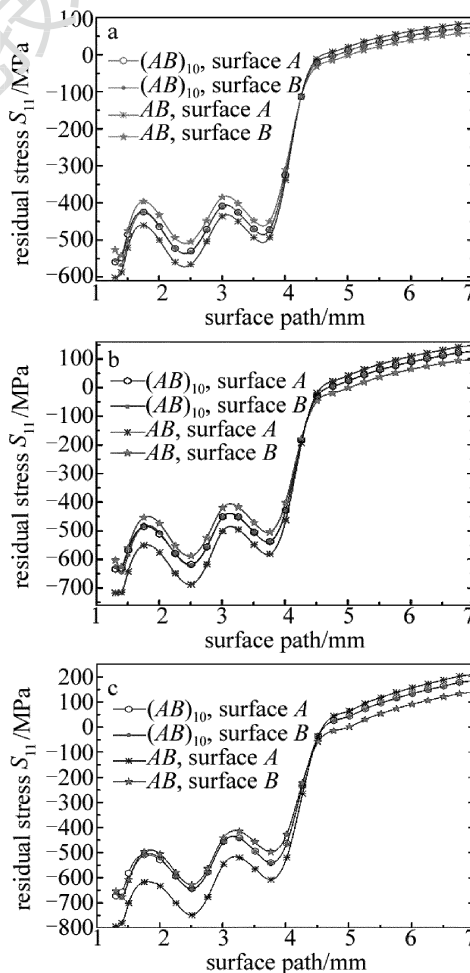 a
(AB)₁₀, surface A
(AB)₁₀, surface B
AB, surface A
AB, surface B
residual stress S₁₁/MPa
100
0
−100
−200
−300
−400
−500
−600
1 2 3 4 5 6 7
surface path/mm
b
(AB)₁₀, surface A
(AB)₁₀, surface B
AB, surface A
AB, surface B
residual stress S₁₁/MPa
100
0
−100
−200
−300
−400
−500
−600
−700
1 2 3 4 5 6 7
surface path/mm
c
(AB)₁₀, surface A
(AB)₁₀, surface B
AB, surface A
AB, surface B
residual stress S₁₁/MPa
200
100
0
−100
−200
−300
−400
−500
−600
−700
−800
1 2 3 4 5 6 7
surface path/mm